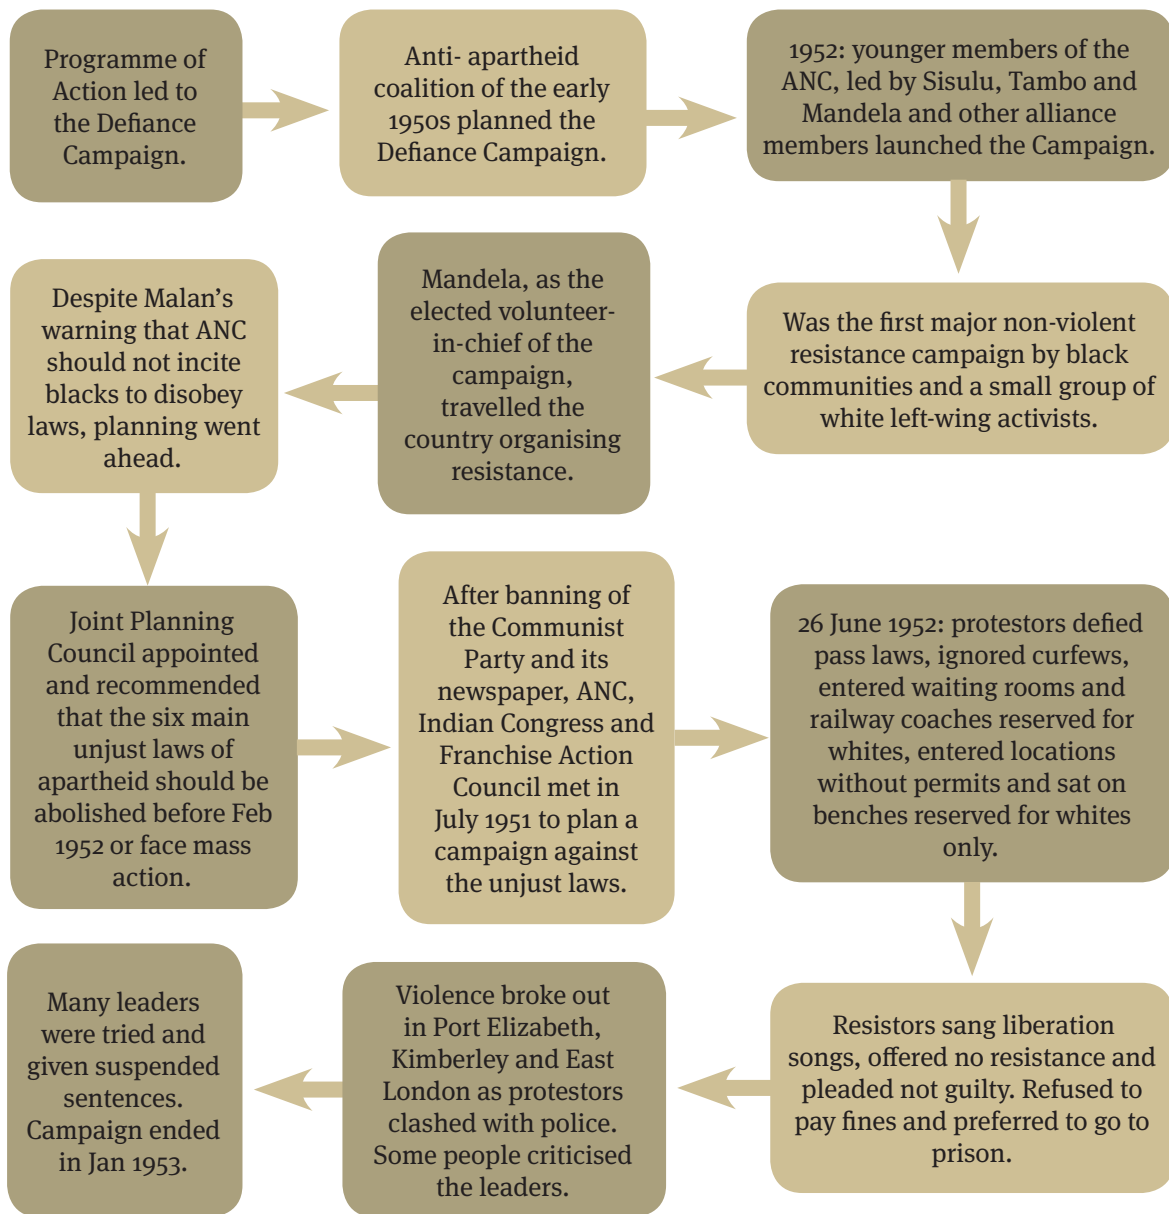 Programme of
Action led to
the Defiance
Campaign.
Anti- apartheid
coalition of the early
1950s planned the
Defiance Campaign.
1952: younger members of the
ANC, led by Sisulu, Tambo and
Mandela and other alliance
members launched the Campaign.
Was the first major non-violent
resistance campaign by black
communities and a small group of
white left-wing activists.
Mandela, as the
elected volunteer-
in-chief of the
campaign,
travelled the
country organising
resistance.
Despite Malan’s
warning that ANC
should not incite
blacks to disobey
laws, planning went
ahead.
Joint Planning
Council appointed
and recommended
that the six main
unjust laws of
apartheid should be
abolished before Feb
1952 or face mass
action.
After banning of
the Communist
Party and its
newspaper, ANC,
Indian Congress and
Franchise Action
Council met in
July 1951 to plan a
campaign against
the unjust laws.
26 June 1952: protestors defied
pass laws, ignored curfews,
entered waiting rooms and
railway coaches reserved for
whites, entered locations
without permits and sat on
benches reserved for whites
only.
Resistors sang liberation
songs, offered no resistance and
pleaded not guilty. Refused to
pay fines and preferred to go to
prison.
Violence broke out
in Port Elizabeth,
Kimberley and East
London as protestors
clashed with police.
Some people criticised
the leaders.
Many leaders
were tried and
given suspended
sentences.
Campaign ended
in Jan 1953.